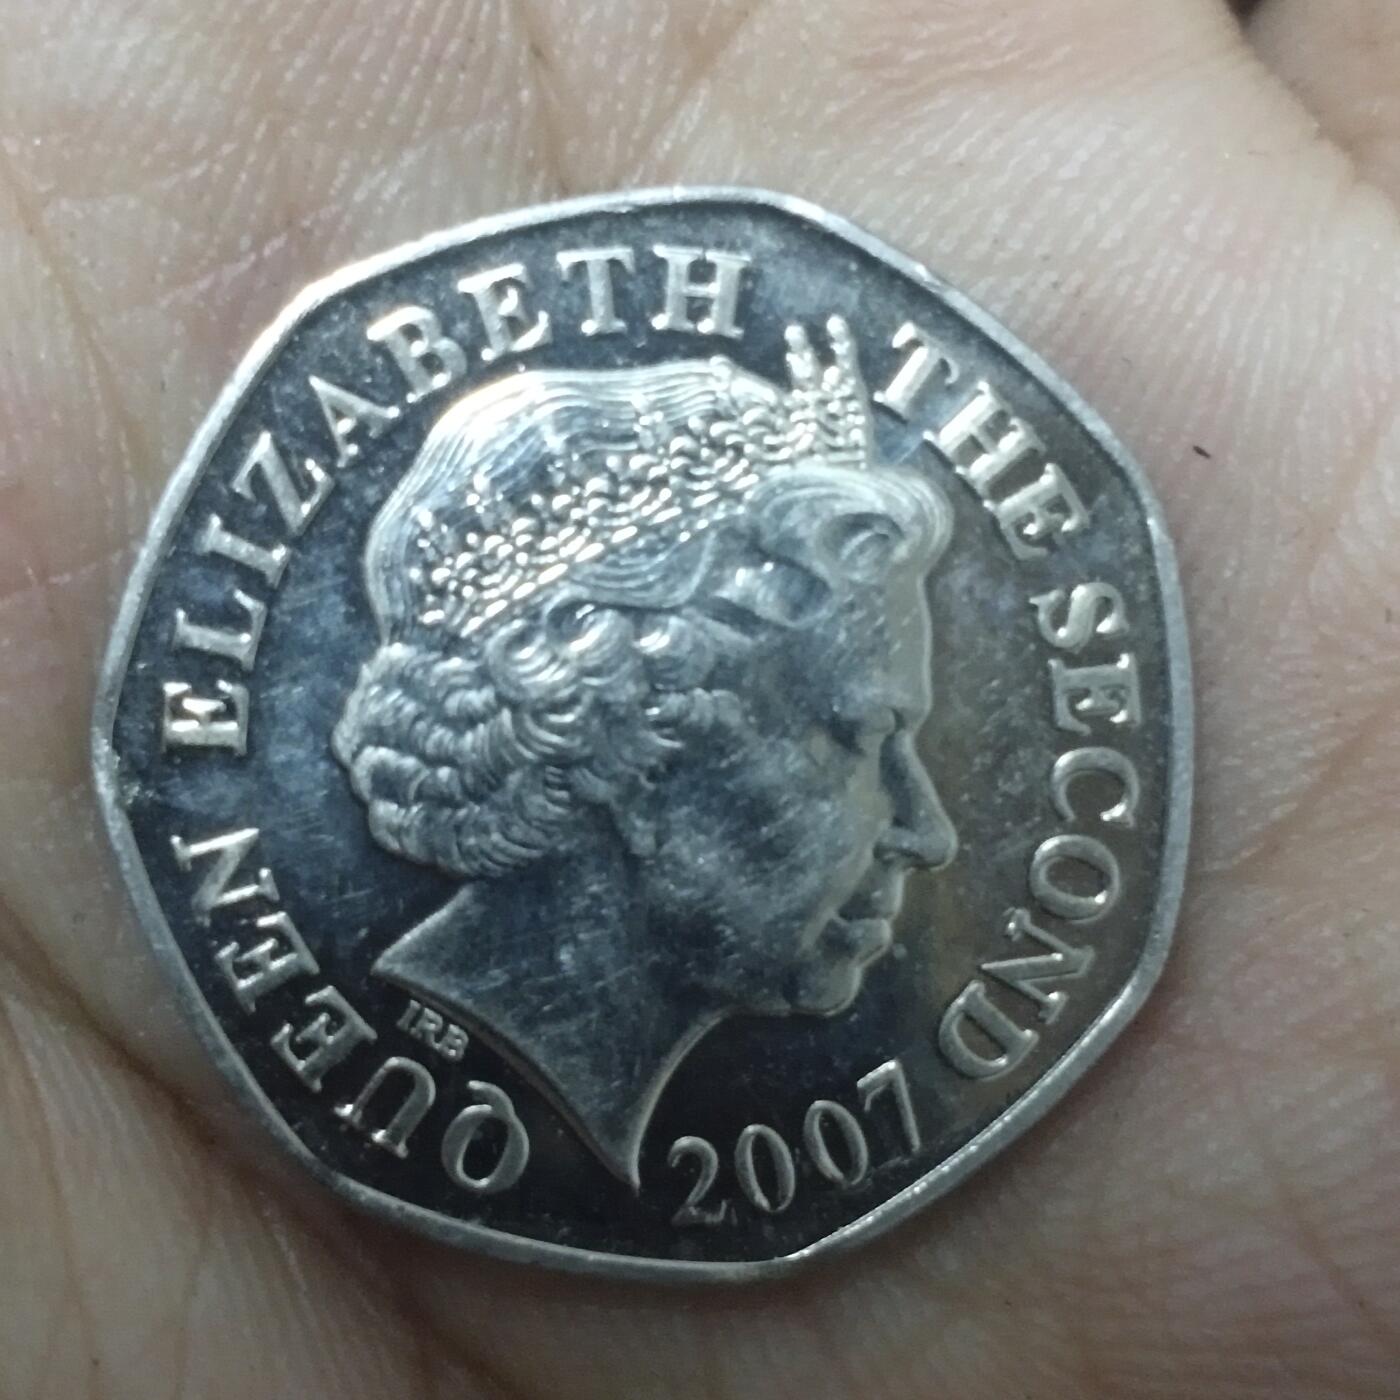 QUEEN ELIZABETH THE SECOND 2007
IRB